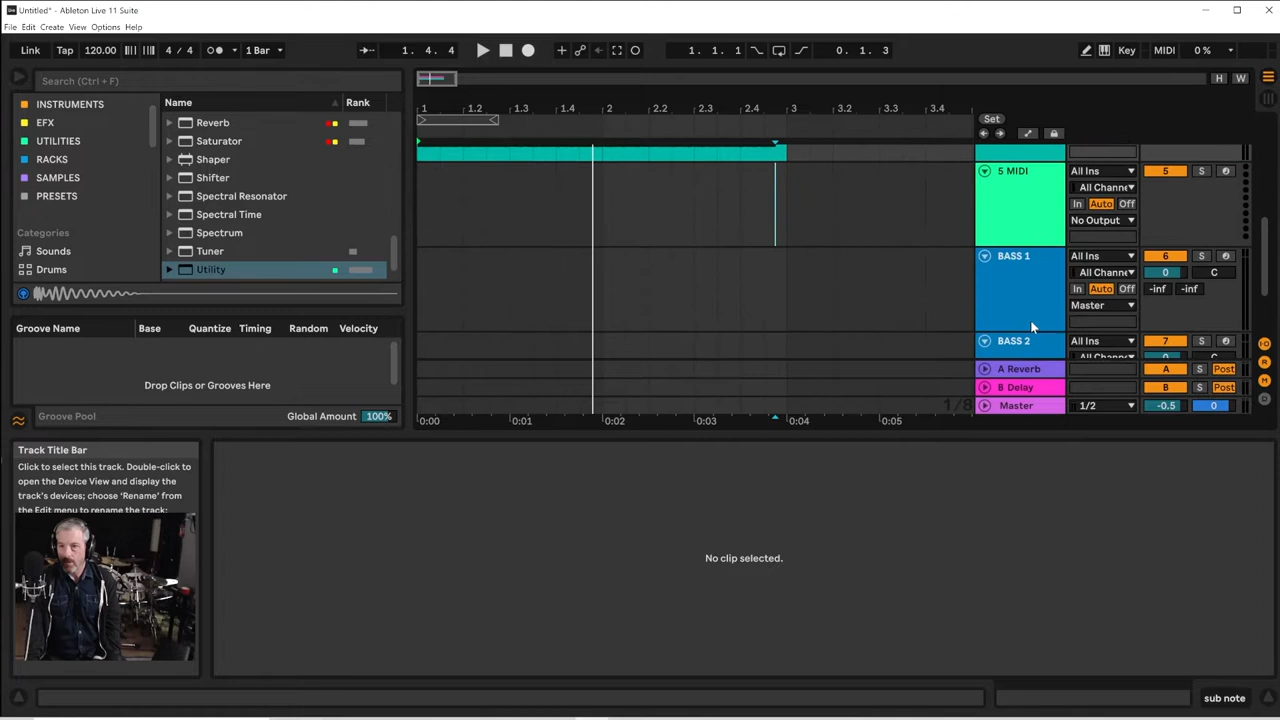 Untitled* - Ableton Live 11 Suite
File Edit Create View Options Help
Link Tap 120.00 4 / 4 1 Bar 1. 4. 4 1. 1. 1 0. 1. 3 Key MIDI 0 %
Search (Ctrl + F)
H W
INSTRUMENTS
EFX
UTILITIES
RACKS
SAMPLES
PRESETS
Categories
Sounds
Drums
Name Rank
Reverb
Saturator
Shaper
Shifter
Spectral Resonator
Spectral Time
Spectrum
Tuner
Utility
Groove Name Base Quantize Timing Random Velocity
Drop Clips or Grooves Here
Groove Pool Global Amount 100%
1 1.2 1.3 1.4 2 2.2 2.3 2.4 3 3.2 3.3 3.4
Set
5 MIDI All Ins 5 S
All Channe
In Auto Off
No Output
BASS 1 All Ins 6 S
All Channe 0 C
In Auto Off -inf -inf
Master
BASS 2 All Ins 7 S
All Channe 0 C
A Reverb A S Post
B Delay B S Post
1/8 Master 1/2 -0.5 0
0:00 0:01 0:02 0:03 0:04 0:05
Track Title Bar
Click to select this track. Double-click to
open the Device View and display the
track's devices; choose 'Rename' from
the Edit menu to rename the track;
No clip selected.
sub note